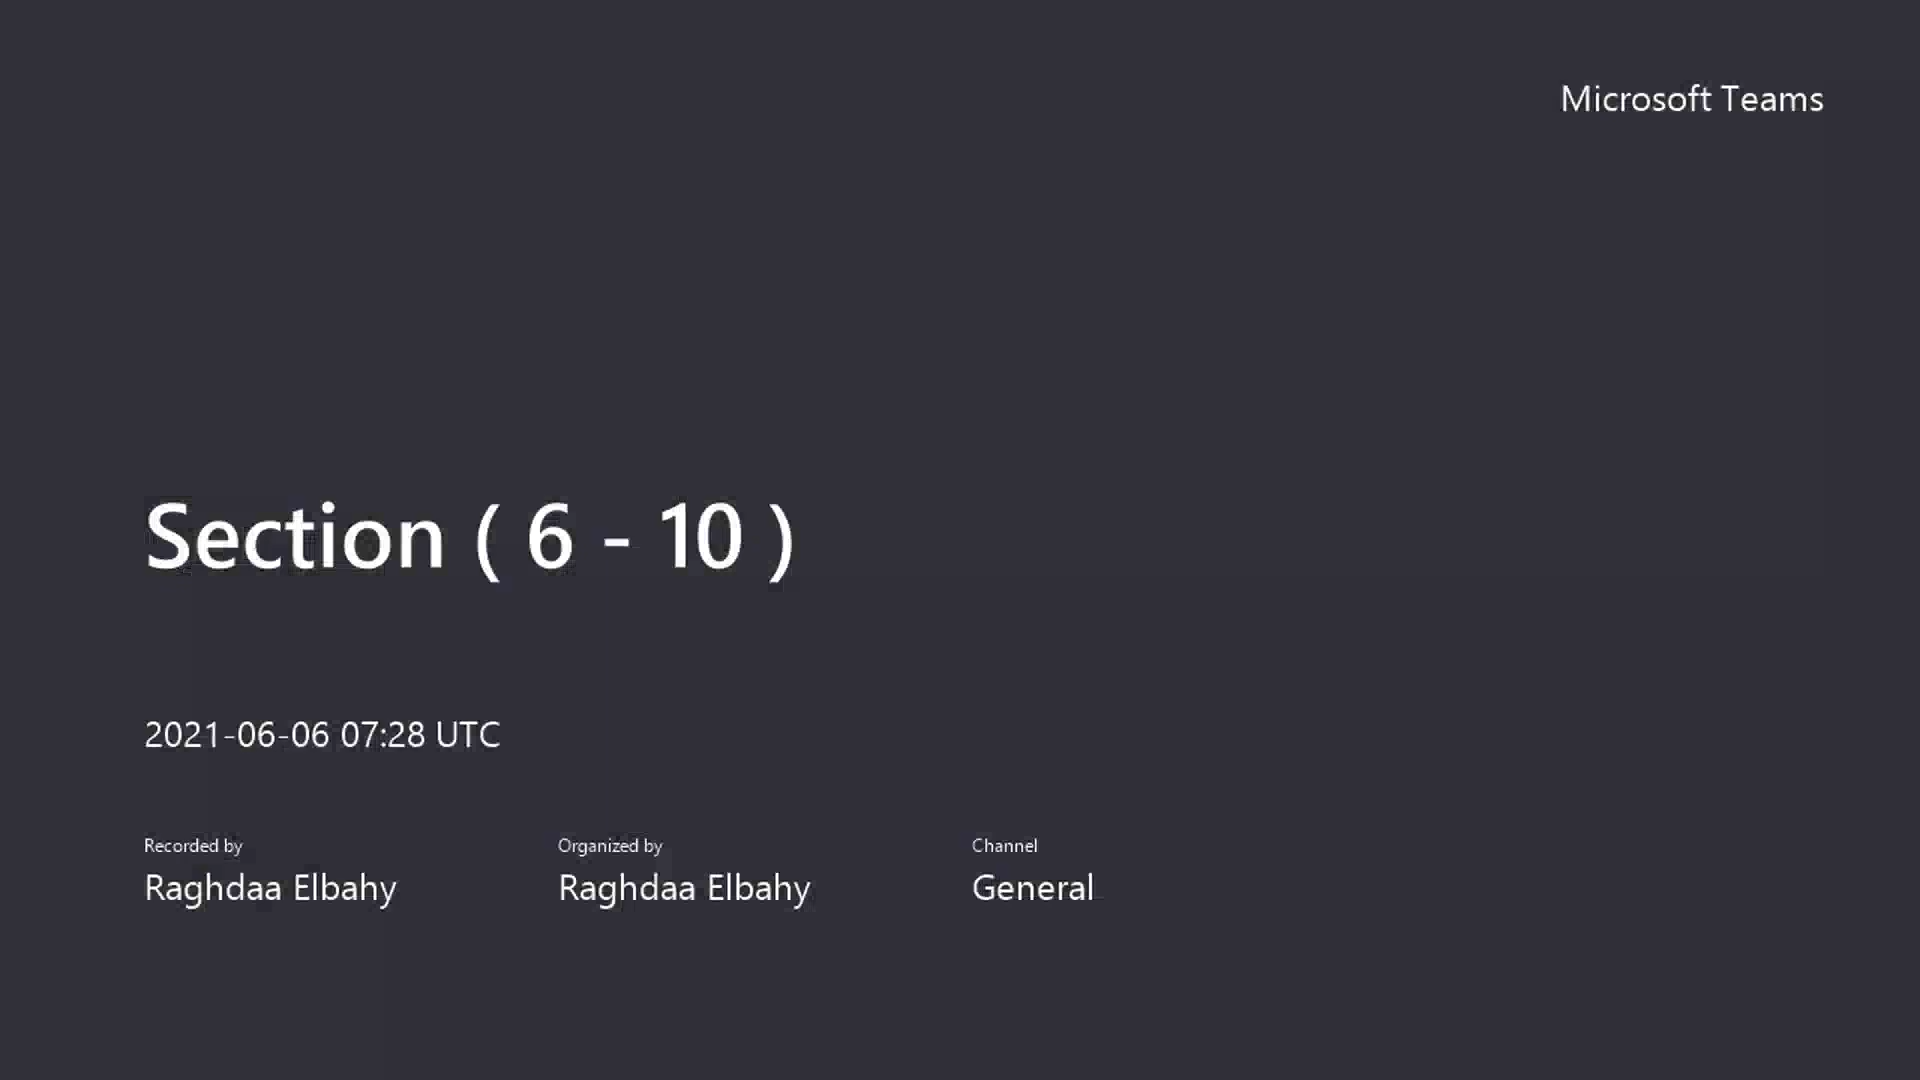 Microsoft Teams
Section ( 6 - 10 )
2021-06-06 07:28 UTC
Recorded by
Raghdaa Elbahy
Organized by
Raghdaa Elbahy
Channel
General